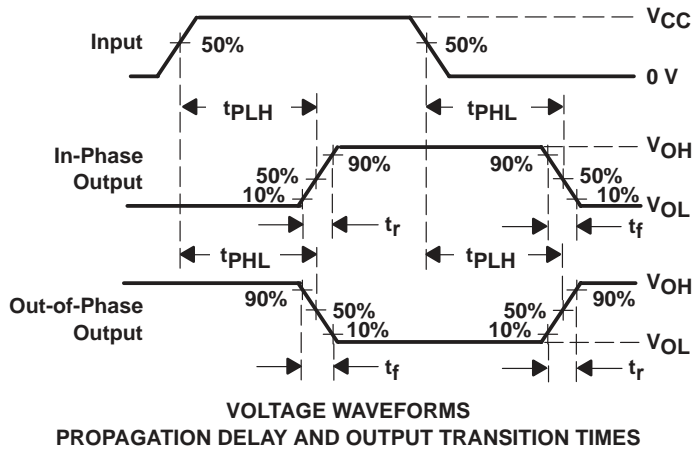 VCC
Input
50%
50%
0 V
tPLH
tPHL
In-Phase
Output
VOH
90%
90%
50%
50%
10%
10%
VOL
tr
tf
tPHL
tPLH
Out-of-Phase
Output
VOH
90%
90%
50%
50%
10%
10%
VOL
tf
tr
VOLTAGE WAVEFORMS
PROPAGATION DELAY AND OUTPUT TRANSITION TIMES